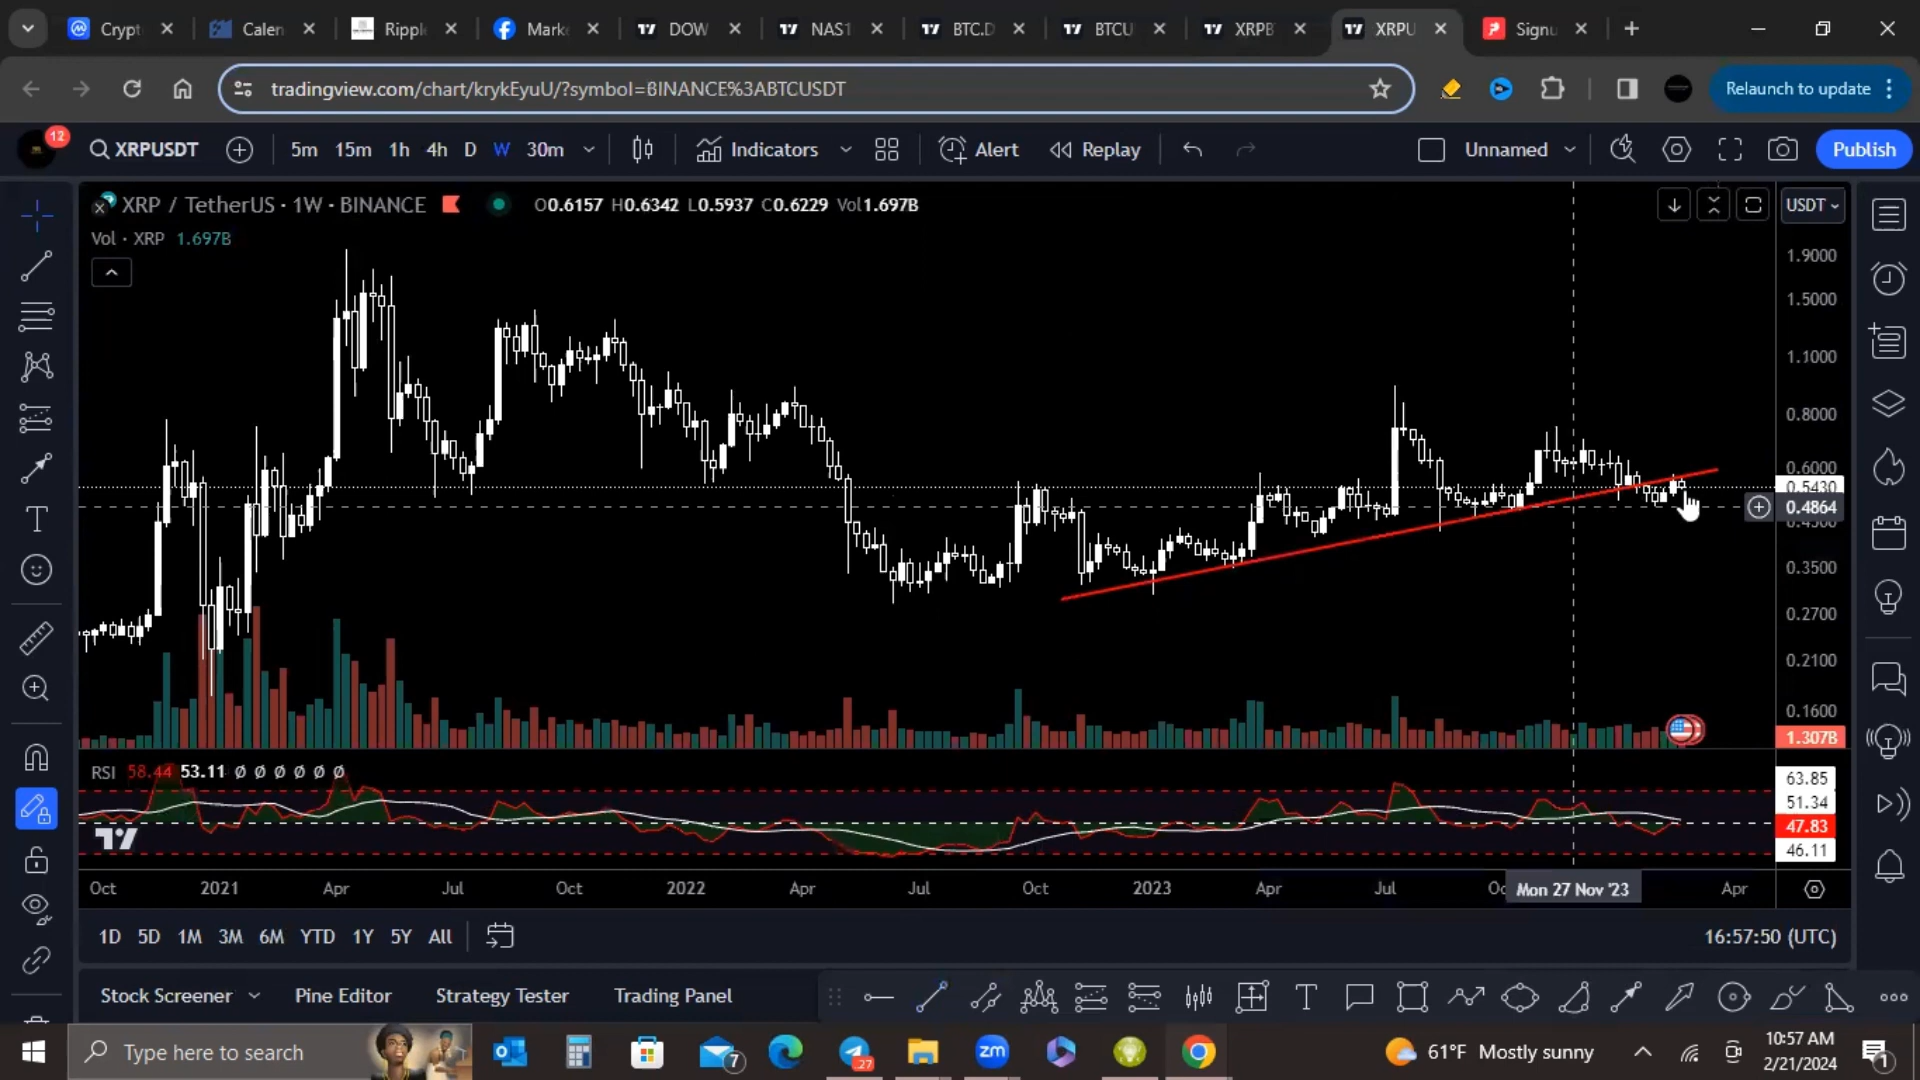 Crypt
Calen
Rippl
Mark
DOW
NAS1
BTC.D
BTCU
XRPB
XRPU
Signu
tradingview.com/chart/krykEyuU/?symbol=BINANCE%3ABTCUSDT
Relaunch to update
12
XRPUSDT
5m 15m 1h 4h D W 30m
Indicators
Alert
Replay
Unnamed
Publish
XRP / TetherUS · 1W · BINANCE
O0.6157 H0.6342 L0.5937 C0.6229 Vol1.697B
USDT
Vol · XRP 1.697B
1.9000
1.5000
1.1000
0.8000
0.6000
0.5430
0.4864
0.3500
0.2700
0.2100
0.1600
1.307B
RSI 58.44 53.11 Ø Ø Ø Ø Ø Ø
63.85
51.34
47.83
46.11
Oct 2021 Apr Jul Oct 2022 Apr Jul Oct 2023 Apr Jul Oc Mon 27 Nov '23 Apr
1D 5D 1M 3M 6M YTD 1Y 5Y All
16:57:50 (UTC)
Stock Screener
Pine Editor
Strategy Tester
Trading Panel
Type here to search
7
27
zm
61°F Mostly sunny
10:57 AM
2/21/2024
1